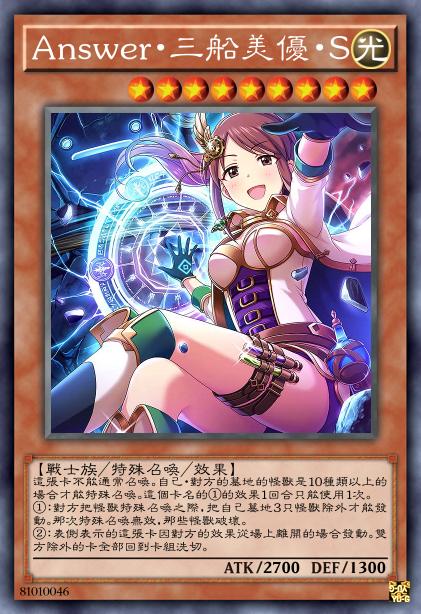 Answer・三船美優・S
光
【戰士族/特殊召喚/效果】
這張卡不能通常召喚。自己·對方的墓地的怪獸是10種類以上的
場合才能特殊召喚。這個卡名的①的效果1回合只能使用1次。
①:對方把怪獸特殊召喚之際,把自己墓地3只怪獸除外才能發
動。那次特殊召喚無效,那些怪獸破壞。
②:表側表示的這張卡因對方的效果從場上離開的場合發動。雙
方除外的卡全部回到卡組洗切。
ATK/2700 DEF/1300
81010046